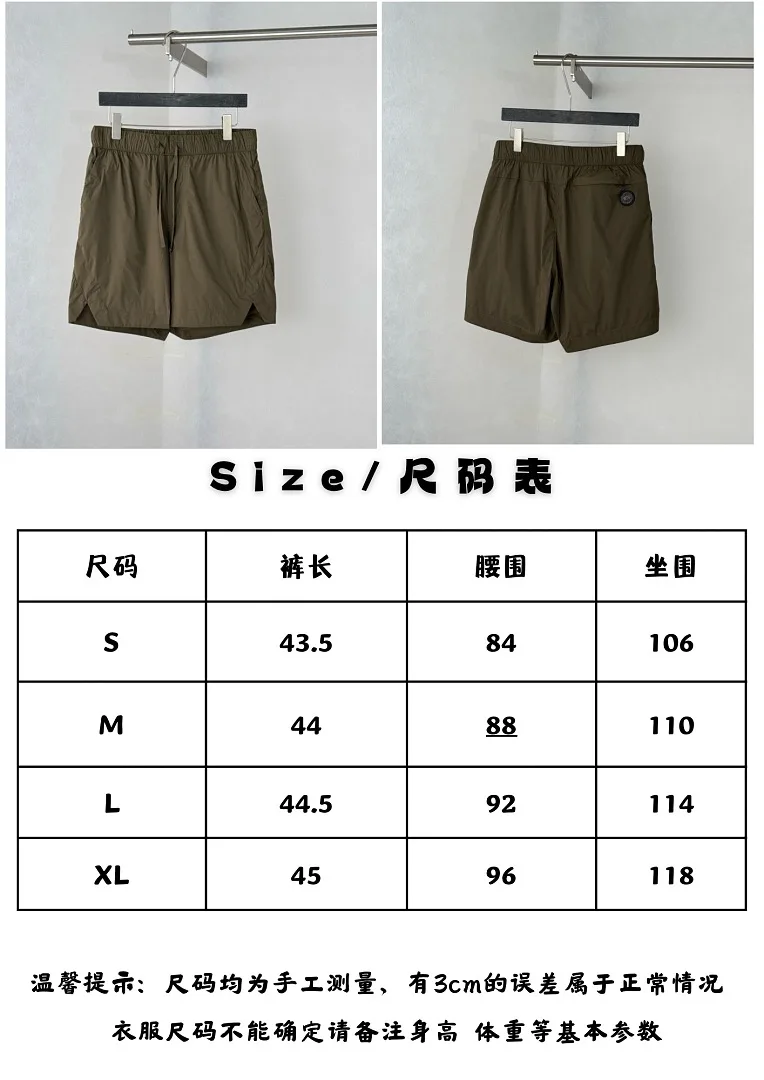 Size/尺码表
尺码 裤长 腰围 坐围
S 43.5 84 106
M 44 88 110
L 44.5 92 114
XL 45 96 118
温馨提示：尺码均为手工测量，有3cm的误差属于正常情况
衣服尺码不能确定请备注身高 体重等基本参数